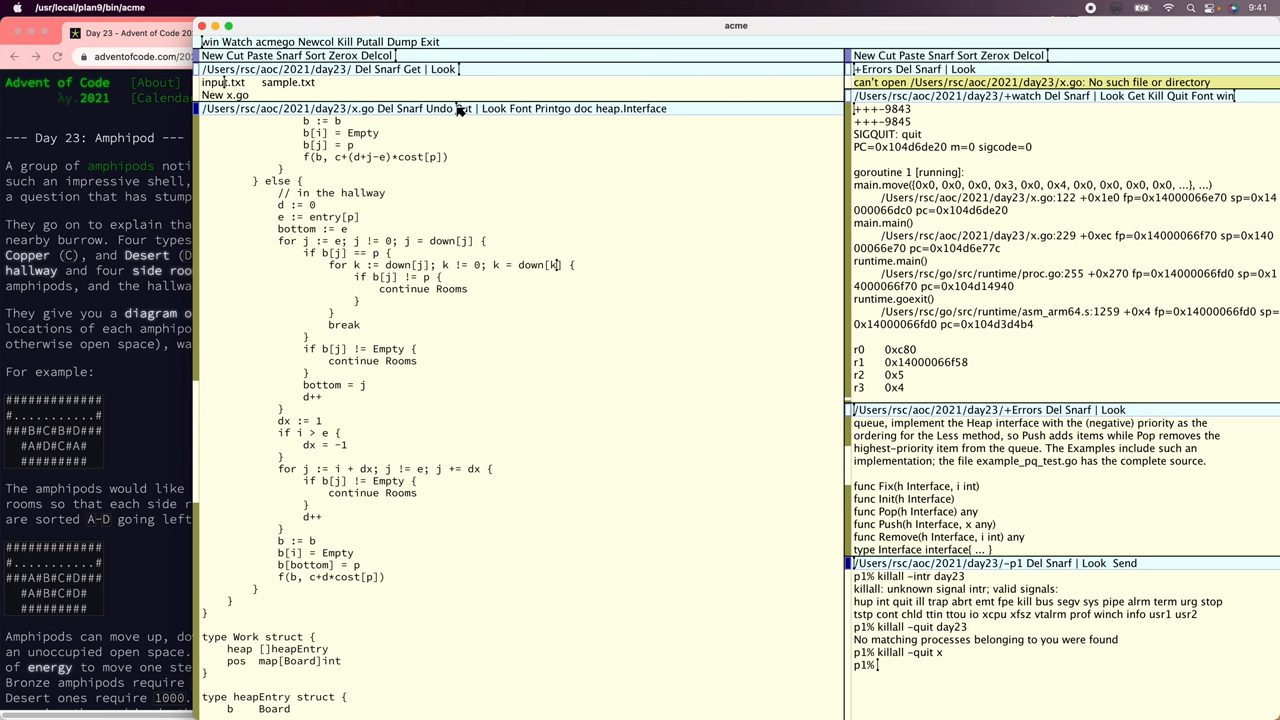 /usr/local/plan9/bin/acme
9:41
Day 23 - Advent of Code 20
adventofcode.com/202
Advent of Code
[About]
λy.2021
[Calenda
--- Day 23: Amphipod ---
A group of amphipods noti
such an impressive shell,
a question that has stump
They go on to explain tha
nearby burrow. Four types
Copper (C), and Desert (D
hallway and four side roo
amphipods, and the hallwa
They give you a diagram o
locations of each amphipo
otherwise open space), wa
For example:
#############
#...........#
###B#C#B#D###
#A#D#C#A#
#########
The amphipods would like
rooms so that each side r
are sorted A-D going left
#############
#...........#
###A#B#C#D###
#A#B#C#D#
#########
Amphipods can move up, do
an unoccupied open space.
of energy to move one ste
Bronze amphipods require
Desert ones require 1000.
acme
win Watch acmego Newcol Kill Putall Dump Exit
New Cut Paste Snarf Sort Zerox Delcol
/Users/rsc/aoc/2021/day23/ Del Snarf Get | Look
input.txt sample.txt
New x.go
/Users/rsc/aoc/2021/day23/x.go Del Snarf Undo Put | Look Font Printgo doc heap.Interface
b := b
b[i] = Empty
b[j] = p
f(b, c+(d+j-e)*cost[p])
}
} else {
// in the hallway
d := 0
e := entry[p]
bottom := e
for j := e; j != 0; j = down[j] {
if b[j] == p {
for k := down[j]; k != 0; k = down[k] {
if b[j] != p {
continue Rooms
}
}
break
}
if b[j] != Empty {
continue Rooms
}
bottom = j
d++
}
dx := 1
if i > e {
dx = -1
}
for j := i + dx; j != e; j += dx {
if b[j] != Empty {
continue Rooms
}
d++
}
b := b
b[i] = Empty
b[bottom] = p
f(b, c+d*cost[p])
}
}
}
type Work struct {
heap []heapEntry
pos map[Board]int
}
type heapEntry struct {
b Board
New Cut Paste Snarf Sort Zerox Delcol
+Errors Del Snarf | Look
can't open /Users/rsc/aoc/2021/day23/x.go: No such file or directory
/Users/rsc/aoc/2021/day23/+watch Del Snarf | Look Get Kill Quit Font win
+++-9843
+++-9845
SIGQUIT: quit
PC=0x104d6de20 m=0 sigcode=0
goroutine 1 [running]:
main.move({0x0, 0x0, 0x0, 0x3, 0x0, 0x4, 0x0, 0x0, 0x0, 0x0, ...}, ...)
/Users/rsc/aoc/2021/day23/x.go:122 +0x1e0 fp=0x14000066e70 sp=0x14
000066dc0 pc=0x104d6de20
main.main()
/Users/rsc/aoc/2021/day23/x.go:229 +0xec fp=0x14000066f70 sp=0x140
00066e70 pc=0x104d6e77c
runtime.main()
/Users/rsc/go/src/runtime/proc.go:255 +0x270 fp=0x14000066fd0 sp=0x1
4000066f70 pc=0x104d14940
runtime.goexit()
/Users/rsc/go/src/runtime/asm_arm64.s:1259 +0x4 fp=0x14000066fd0 sp=
0x14000066fd0 pc=0x104d3d4b4
r0 0xc80
r1 0x14000066f58
r2 0x5
r3 0x4
/Users/rsc/aoc/2021/day23/+Errors Del Snarf | Look
queue, implement the Heap interface with the (negative) priority as the
ordering for the Less method, so Push adds items while Pop removes the
highest-priority item from the queue. The Examples include such an
implementation; the file example_pq_test.go has the complete source.
func Fix(h Interface, i int)
func Init(h Interface)
func Pop(h Interface) any
func Push(h Interface, x any)
func Remove(h Interface, i int) any
type Interface interface{ ... }
/Users/rsc/aoc/2021/day23/-p1 Del Snarf | Look Send
p1% killall -intr day23
killall: unknown signal intr; valid signals:
hup int quit ill trap abrt emt fpe kill bus segv sys pipe alrm term urg stop
tstp cont chld ttin ttou io xcpu xfsz vtalrm prof winch info usr1 usr2
p1% killall -quit day23
No matching processes belonging to you were found
p1% killall -quit x
p1%